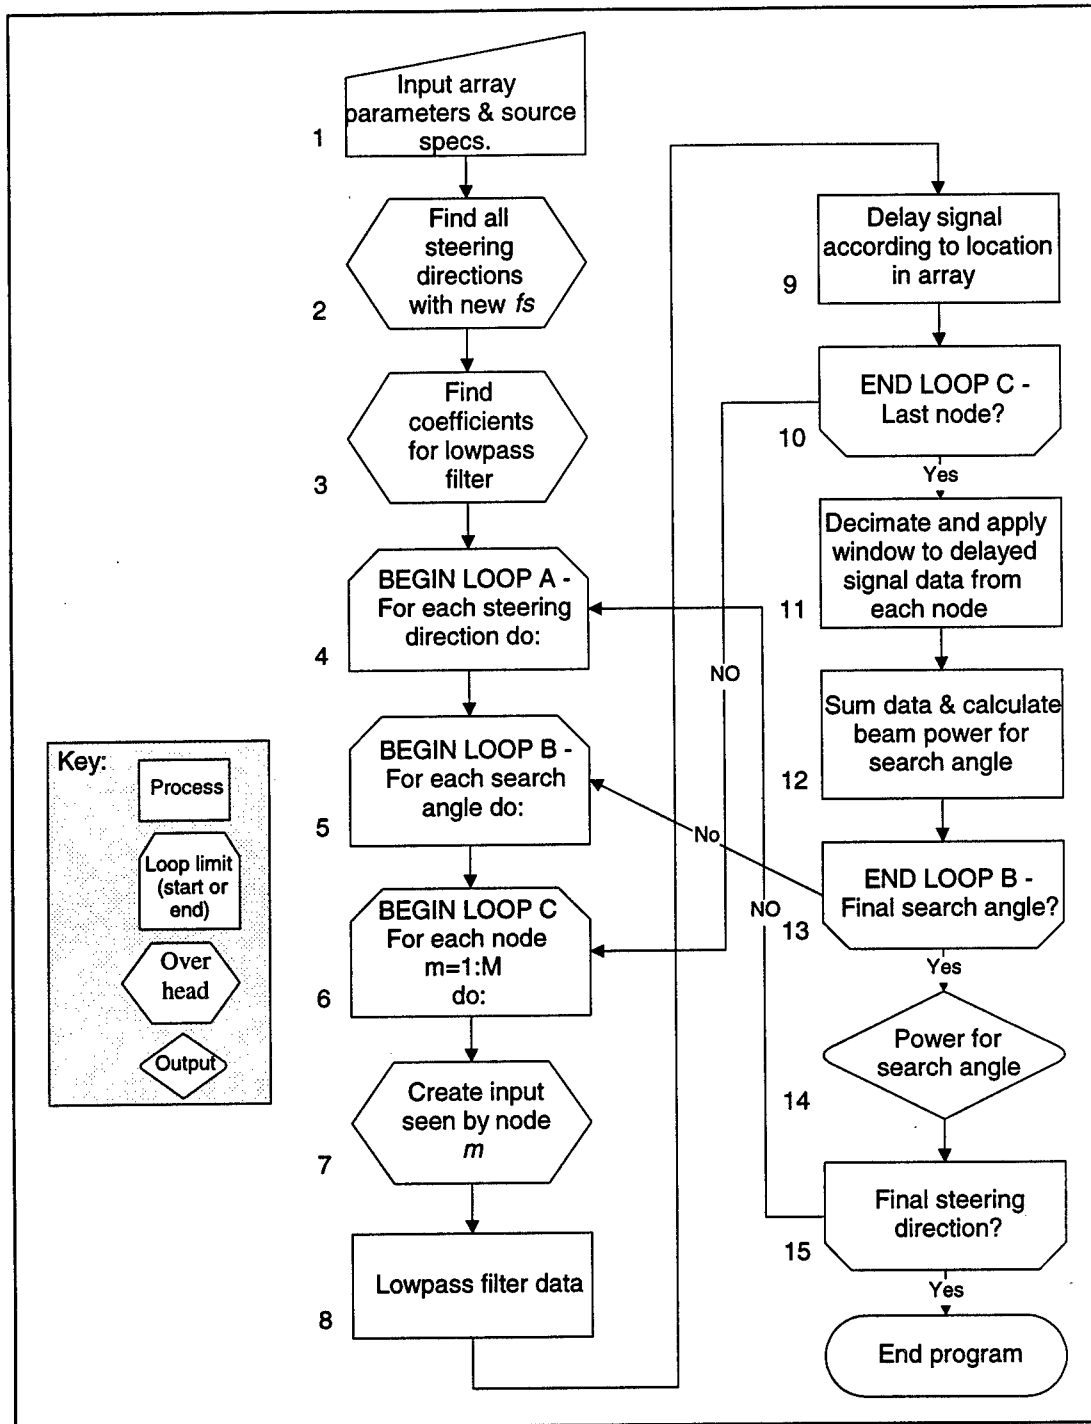 Input array
parameters & source
specs.
1
Find all
steering
directions
with new fs
2
Find
coefficients
for lowpass
filter
3
BEGIN LOOP A -
For each steering
direction do:
4
BEGIN LOOP B -
For each search
angle do:
5
BEGIN LOOP C
For each node
m=1:M
do:
6
Create input
seen by node
m
7
Lowpass filter data
8
Delay signal
according to location
in array
9
END LOOP C -
Last node?
10
Yes
NO
Decimate and apply
window to delayed
signal data from
each node
11
Sum data & calculate
beam power for
search angle
12
END LOOP B -
Final search angle?
13
No
Yes
Power for
search angle
14
Final steering
direction?
15
NO
Yes
End program
Key:
Process
Loop limit
(start or
end)
Over
head
Output